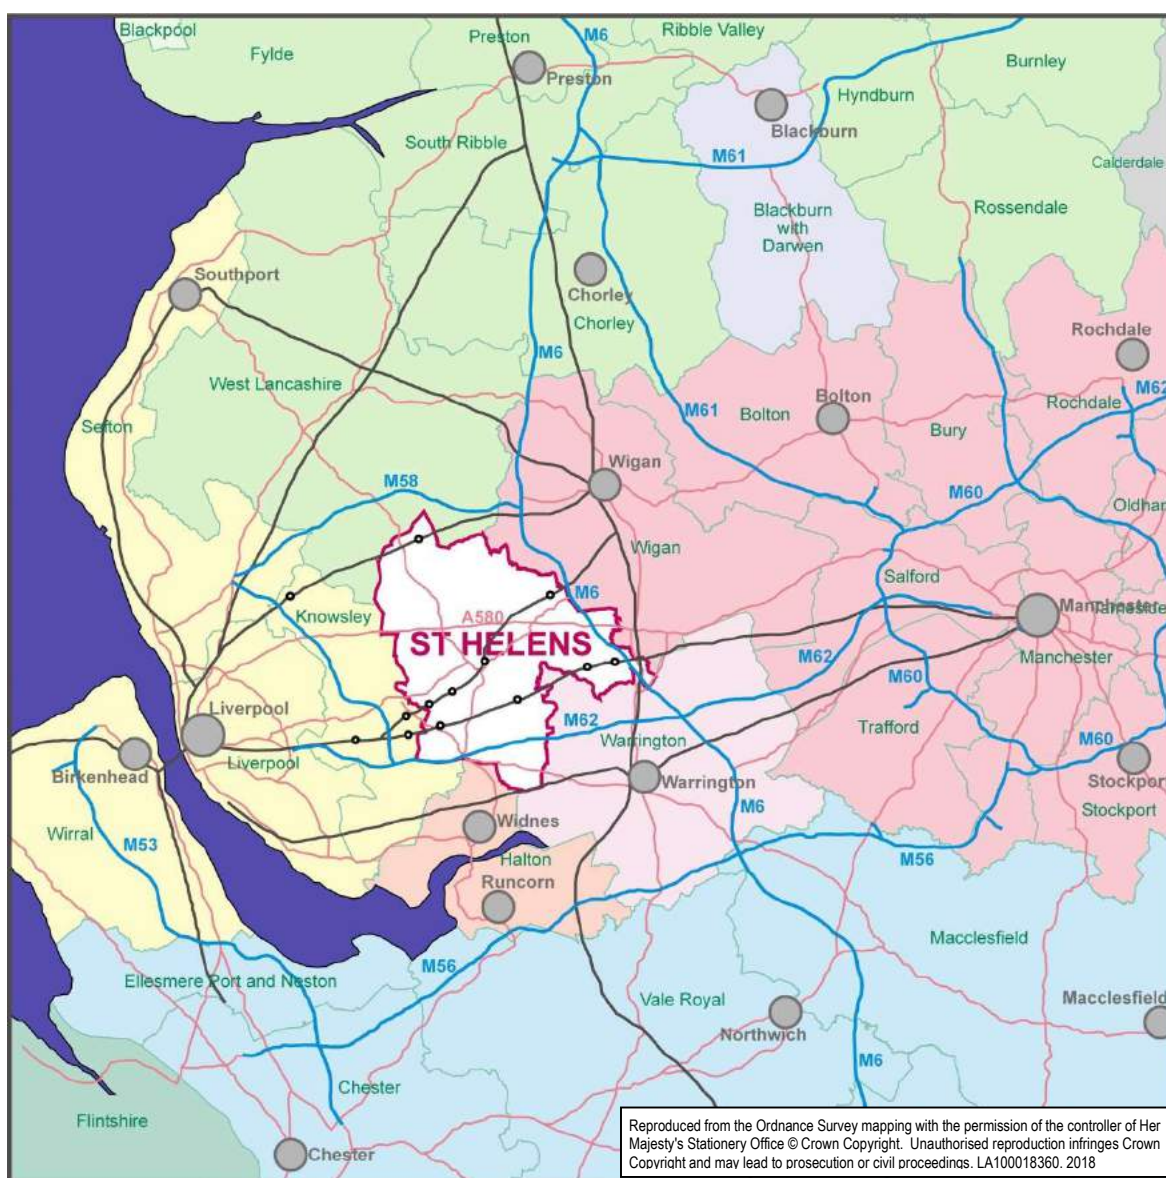 Blackpool
Fylde
Preston
M6
Ribble Valley
Burnley
Preston
Hyndburn
Blackburn
South Ribble
M61
Calderdale
Blackburn
with
Darwen
Rossendale
Southport
Chorley
Chorley
Rochdale
M6
West Lancashire
M61
Bolton
Bolton
Rochdale
M62
Sefton
Bury
Wigan
M58
M60
Oldham
Wigan
Salford
M6
Manchester
Tameside
Knowsley
A580
ST HELENS
M62
Manchester
M60
Liverpool
M62
Trafford
Warrington
M60
Liverpool
Birkenhead
Warrington
Stockport
M6
Stockport
Wirral
M53
Widnes
Halton
M56
Runcorn
Macclesfield
M56
Ellesmere Port and Neston
Vale Royal
Macclesfield
Northwich
M6
Chester
Flintshire
Chester
Reproduced from the Ordnance Survey mapping with the permission of the controller of Her
Majesty's Stationery Office © Crown Copyright. Unauthorised reproduction infringes Crown
Copyright and may lead to prosecution or civil proceedings. LA100018360. 2018